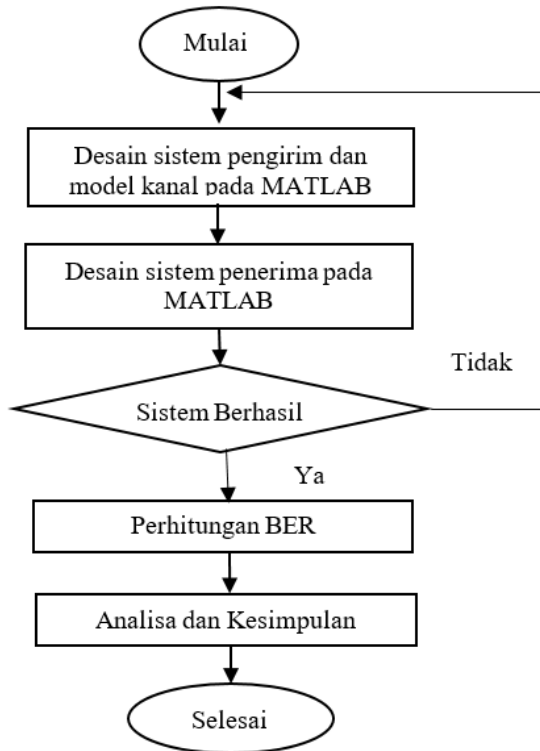 Mulai
Desain sistem pengirim dan
model kanal pada MATLAB
Desain sistem penerima pada
MATLAB
Tidak
Sistem Berhasil
Ya
Perhitungan BER
Analisa dan Kesimpulan
Selesai